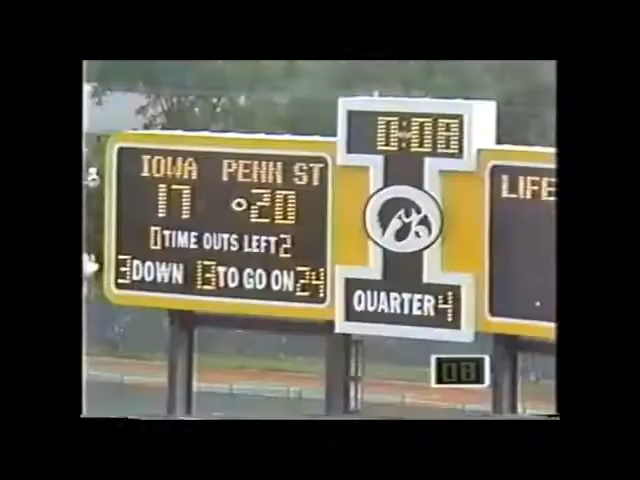 0:08
IOWA PENN ST
17 20
0 TIME OUTS LEFT 2
3 DOWN 13 TO GO ON 24
QUARTER 4
LIFE
08